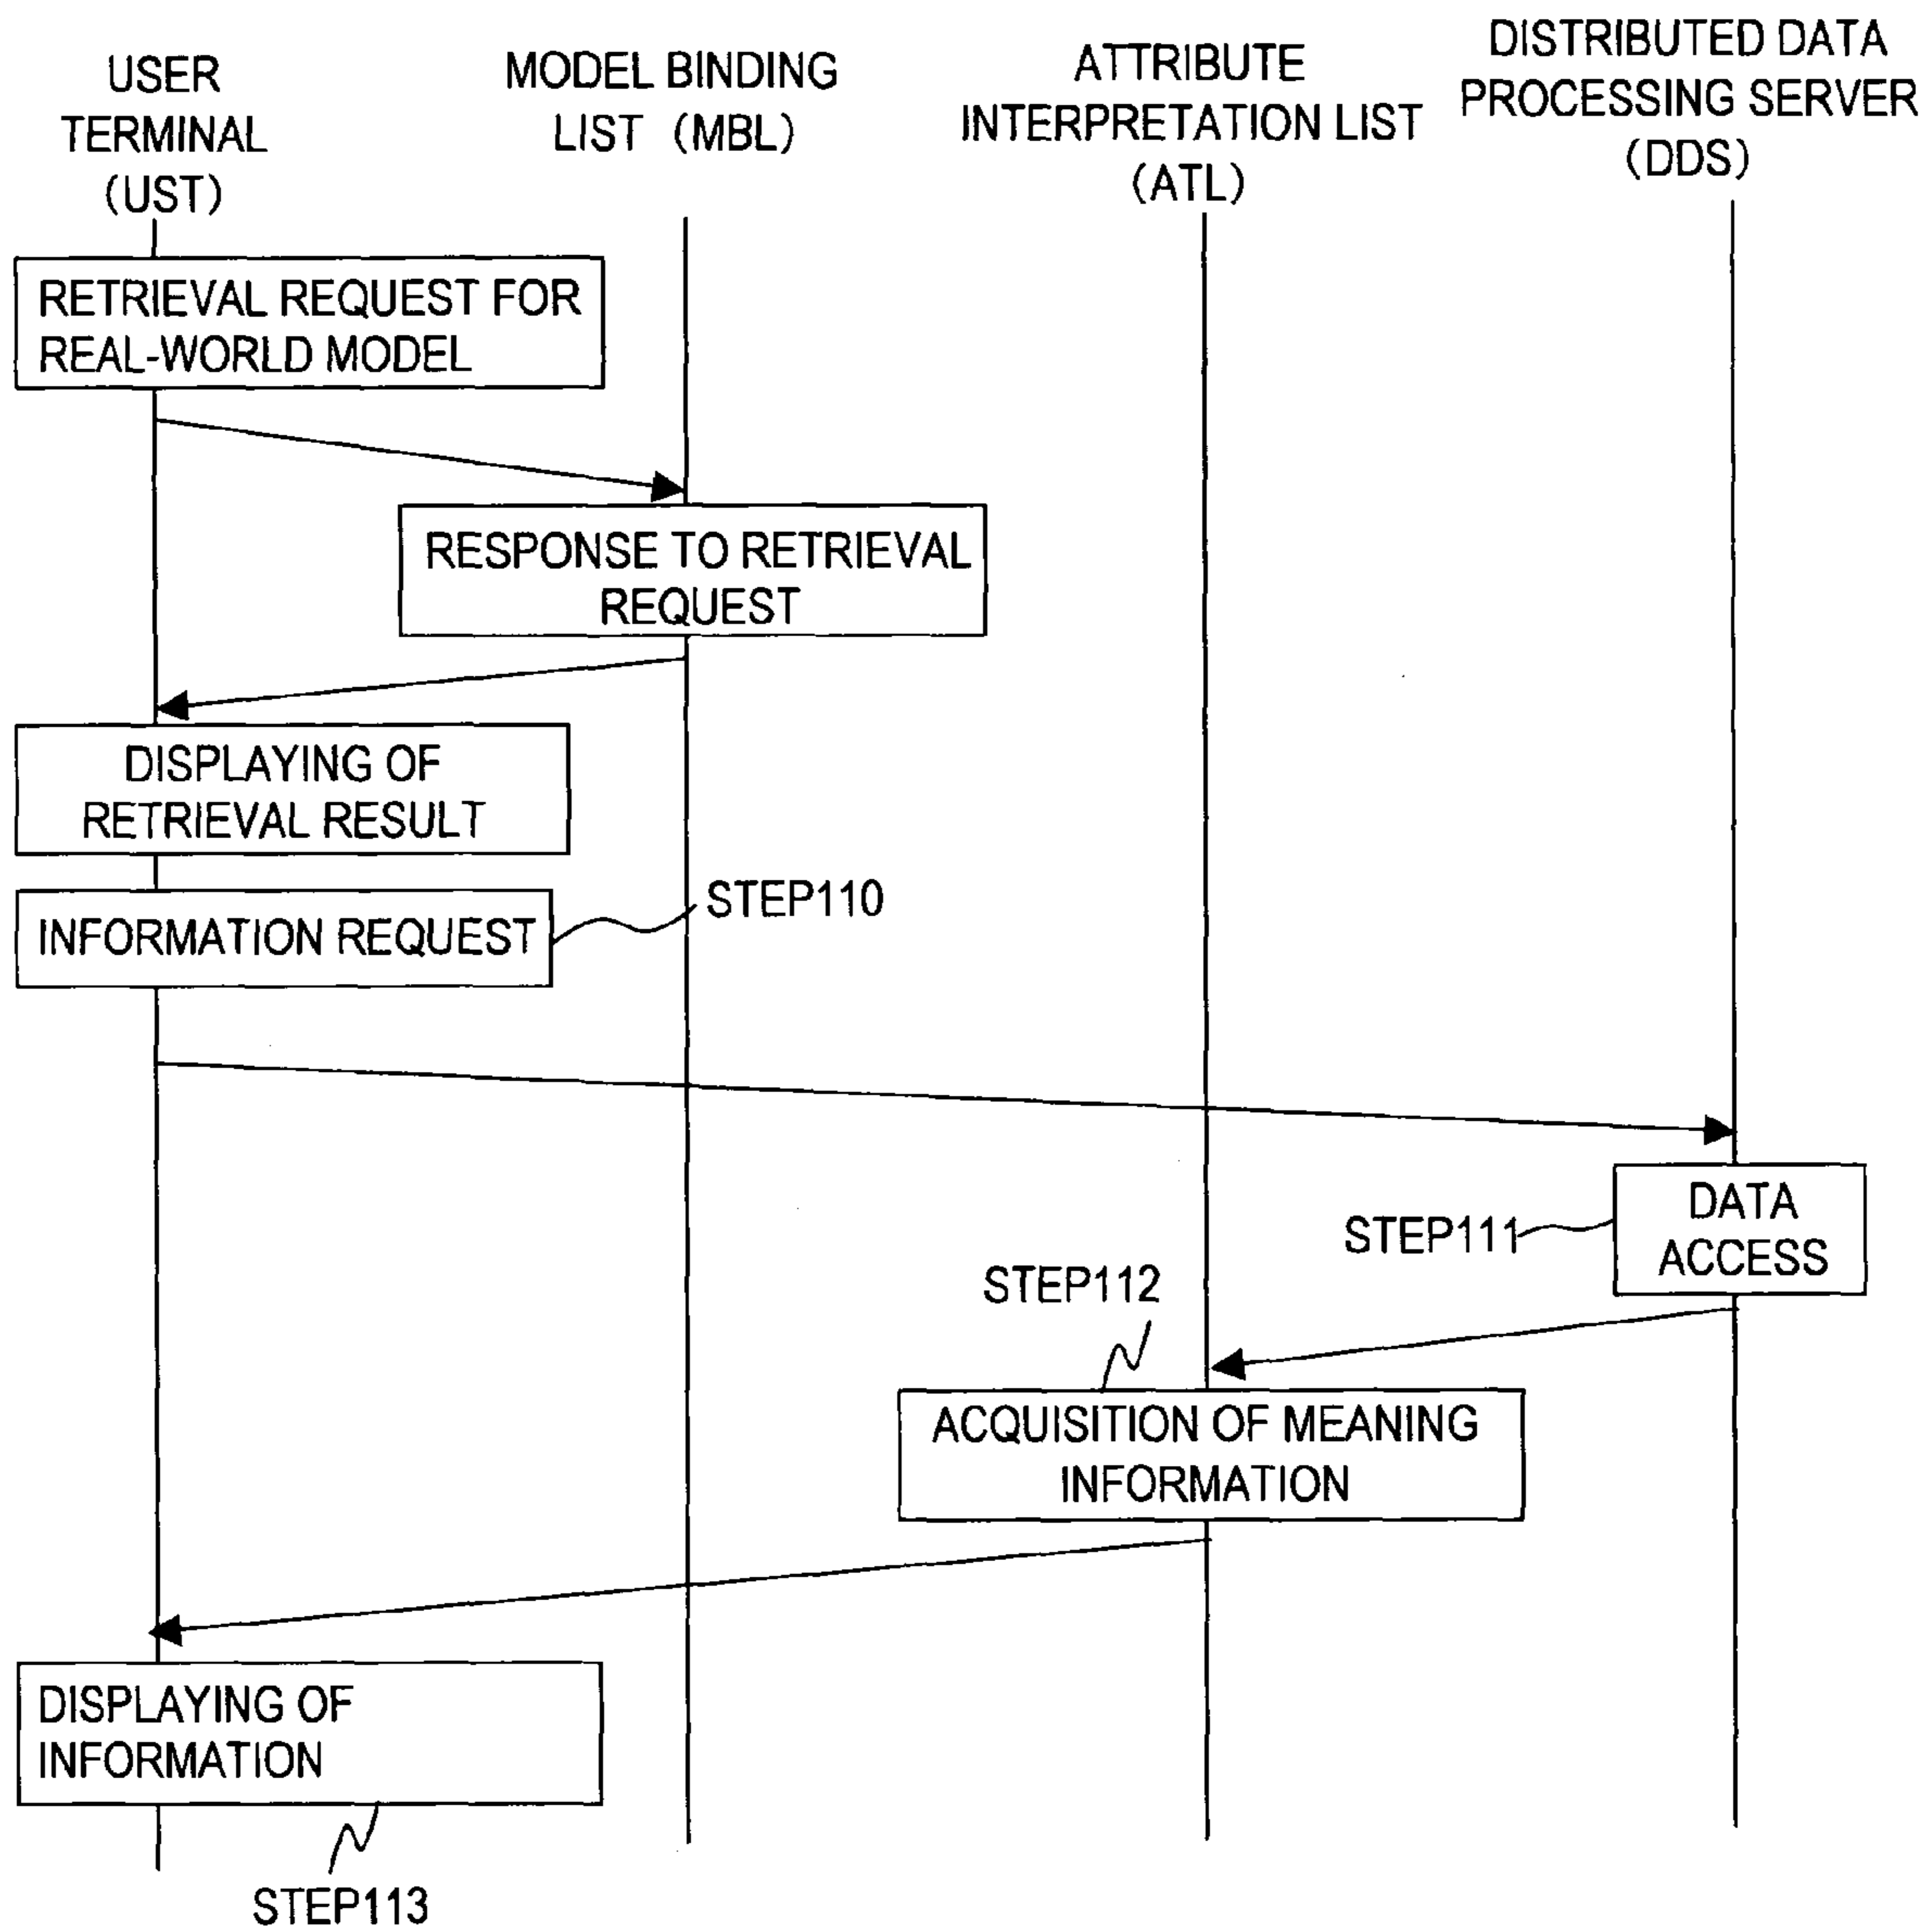 USER
TERMINAL
(UST)
MODEL BINDING
LIST (MBL)
ATTRIBUTE
INTERPRETATION LIST
(ATL)
DISTRIBUTED DATA
PROCESSING SERVER
(DDS)
RETRIEVAL REQUEST FOR
REAL-WORLD MODEL
RESPONSE TO RETRIEVAL
REQUEST
DISPLAYING OF
RETRIEVAL RESULT
INFORMATION REQUEST
STEP110
DATA
ACCESS
STEP111
STEP112
ACQUISITION OF MEANING
INFORMATION
DISPLAYING OF
INFORMATION
STEP113